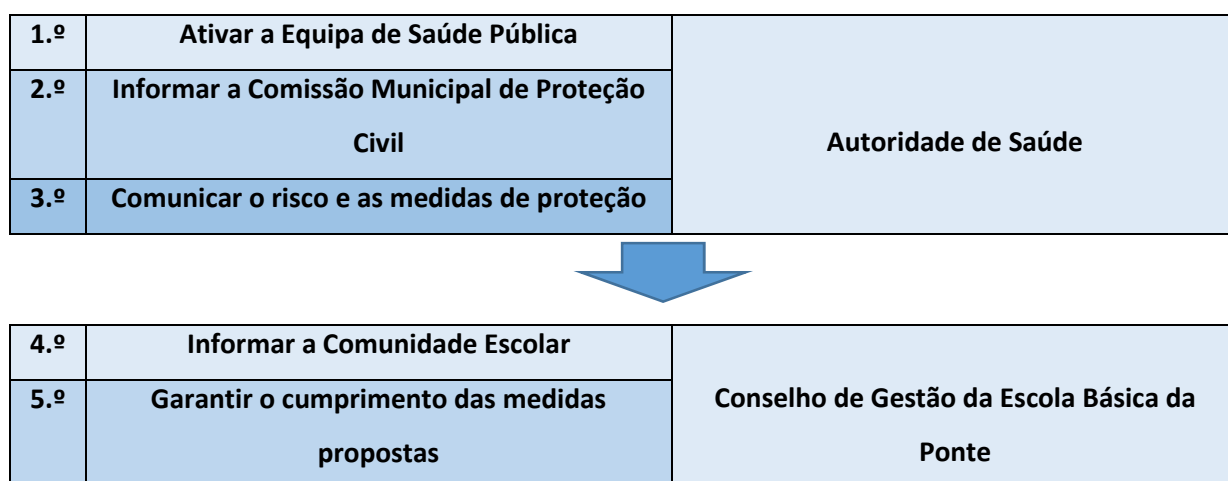 1.º Ativar a Equipa de Saúde Pública
2.º Informar a Comissão Municipal de Proteção
Civil
3.º Comunicar o risco e as medidas de proteção
Autoridade de Saúde
4.º Informar a Comunidade Escolar
5.º Garantir o cumprimento das medidas
propostas
Conselho de Gestão da Escola Básica da
Ponte